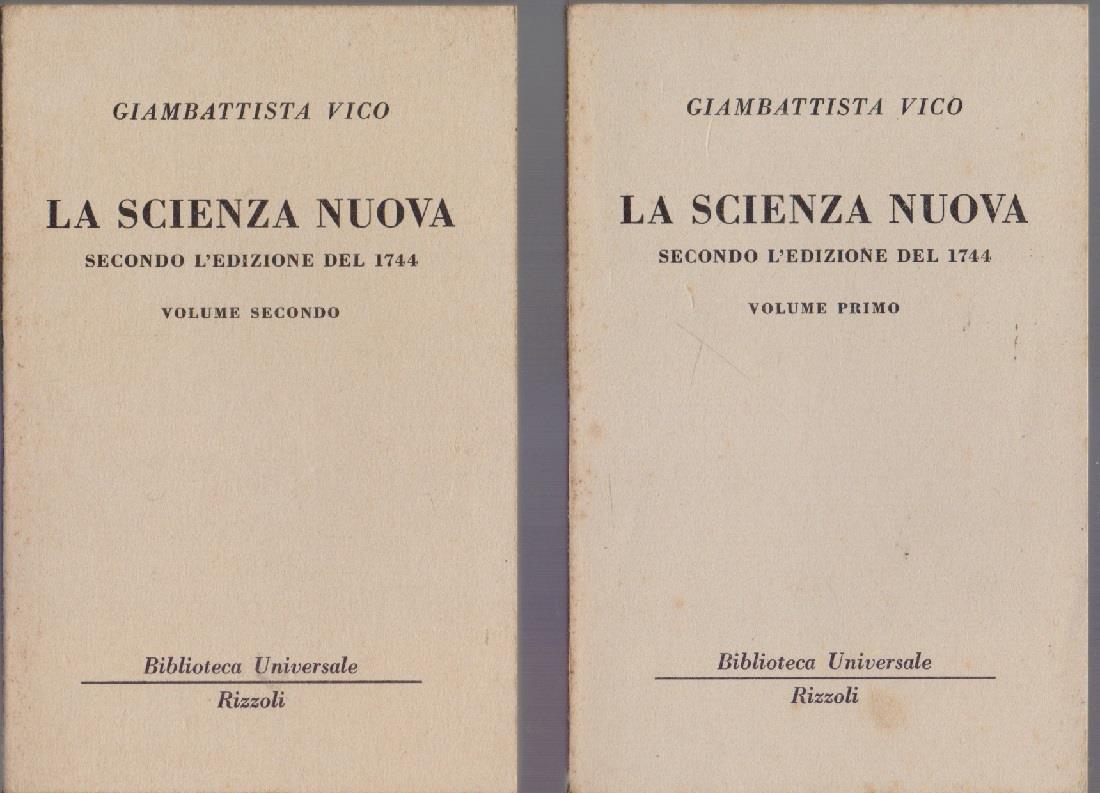 GIAMBATTISTA VICO
LA SCIENZA NUOVA
SECONDO L'EDIZIONE DEL 1744
VOLUME SECONDO
Biblioteca Universale
Rizzoli
GIAMBATTISTA VICO
LA SCIENZA NUOVA
SECONDO L'EDIZIONE DEL 1744
VOLUME PRIMO
Biblioteca Universale
Rizzoli